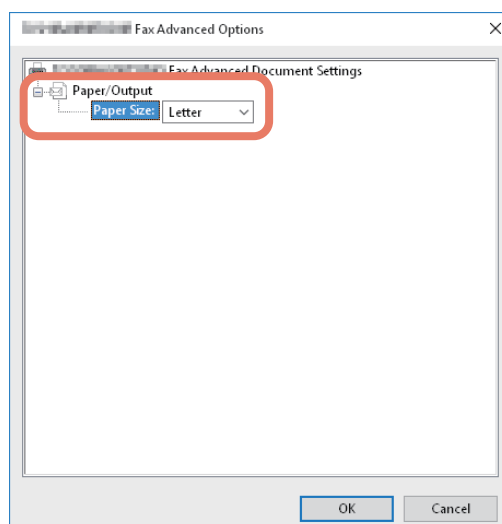 Fax Advanced Options
Fax Advanced Document Settings
Paper/Output
Paper Size: Letter
OK Cancel